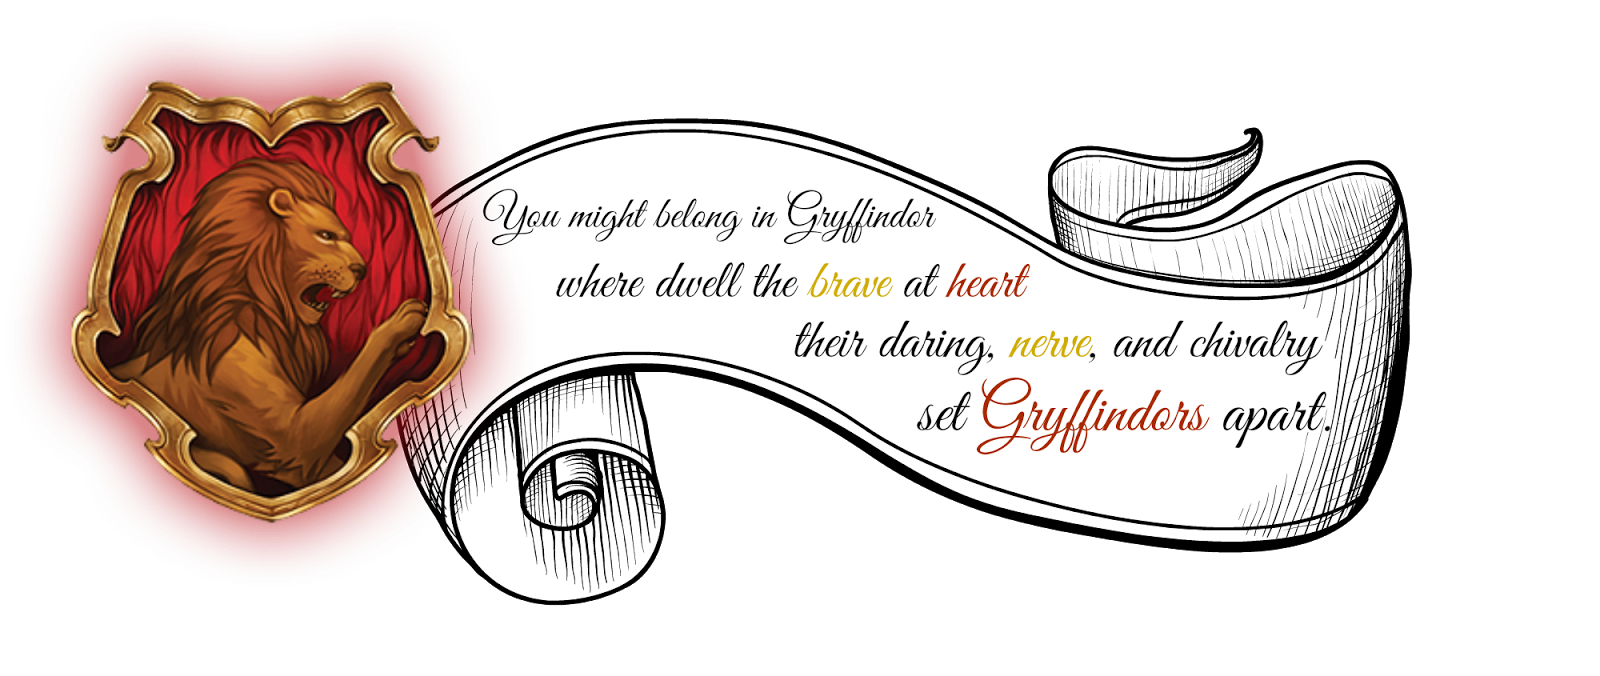 You might belong in Gryffindor
where dwell the brave at heart
their daring, nerve, and chivalry
set Gryffindors apart.